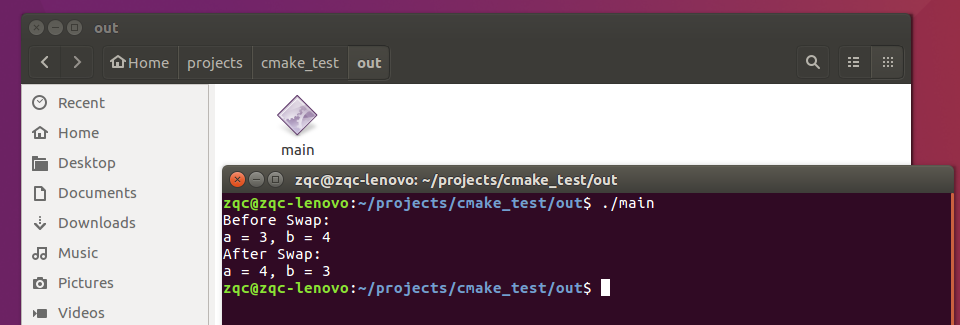 out
Home projects cmake_test out
Recent
Home
Desktop
Documents
Downloads
Music
Pictures
Videos
main
zqc@zqc-lenovo: ~/projects/cmake_test/out
zqc@zqc-lenovo:~/projects/cmake_test/out$ ./main
Before Swap:
a = 3, b = 4
After Swap:
a = 4, b = 3
zqc@zqc-lenovo:~/projects/cmake_test/out$